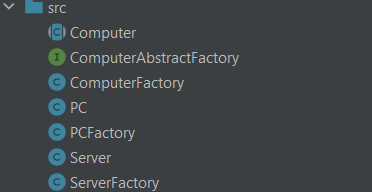 src
Computer
ComputerAbstractFactory
ComputerFactory
PC
PCFactory
Server
ServerFactory